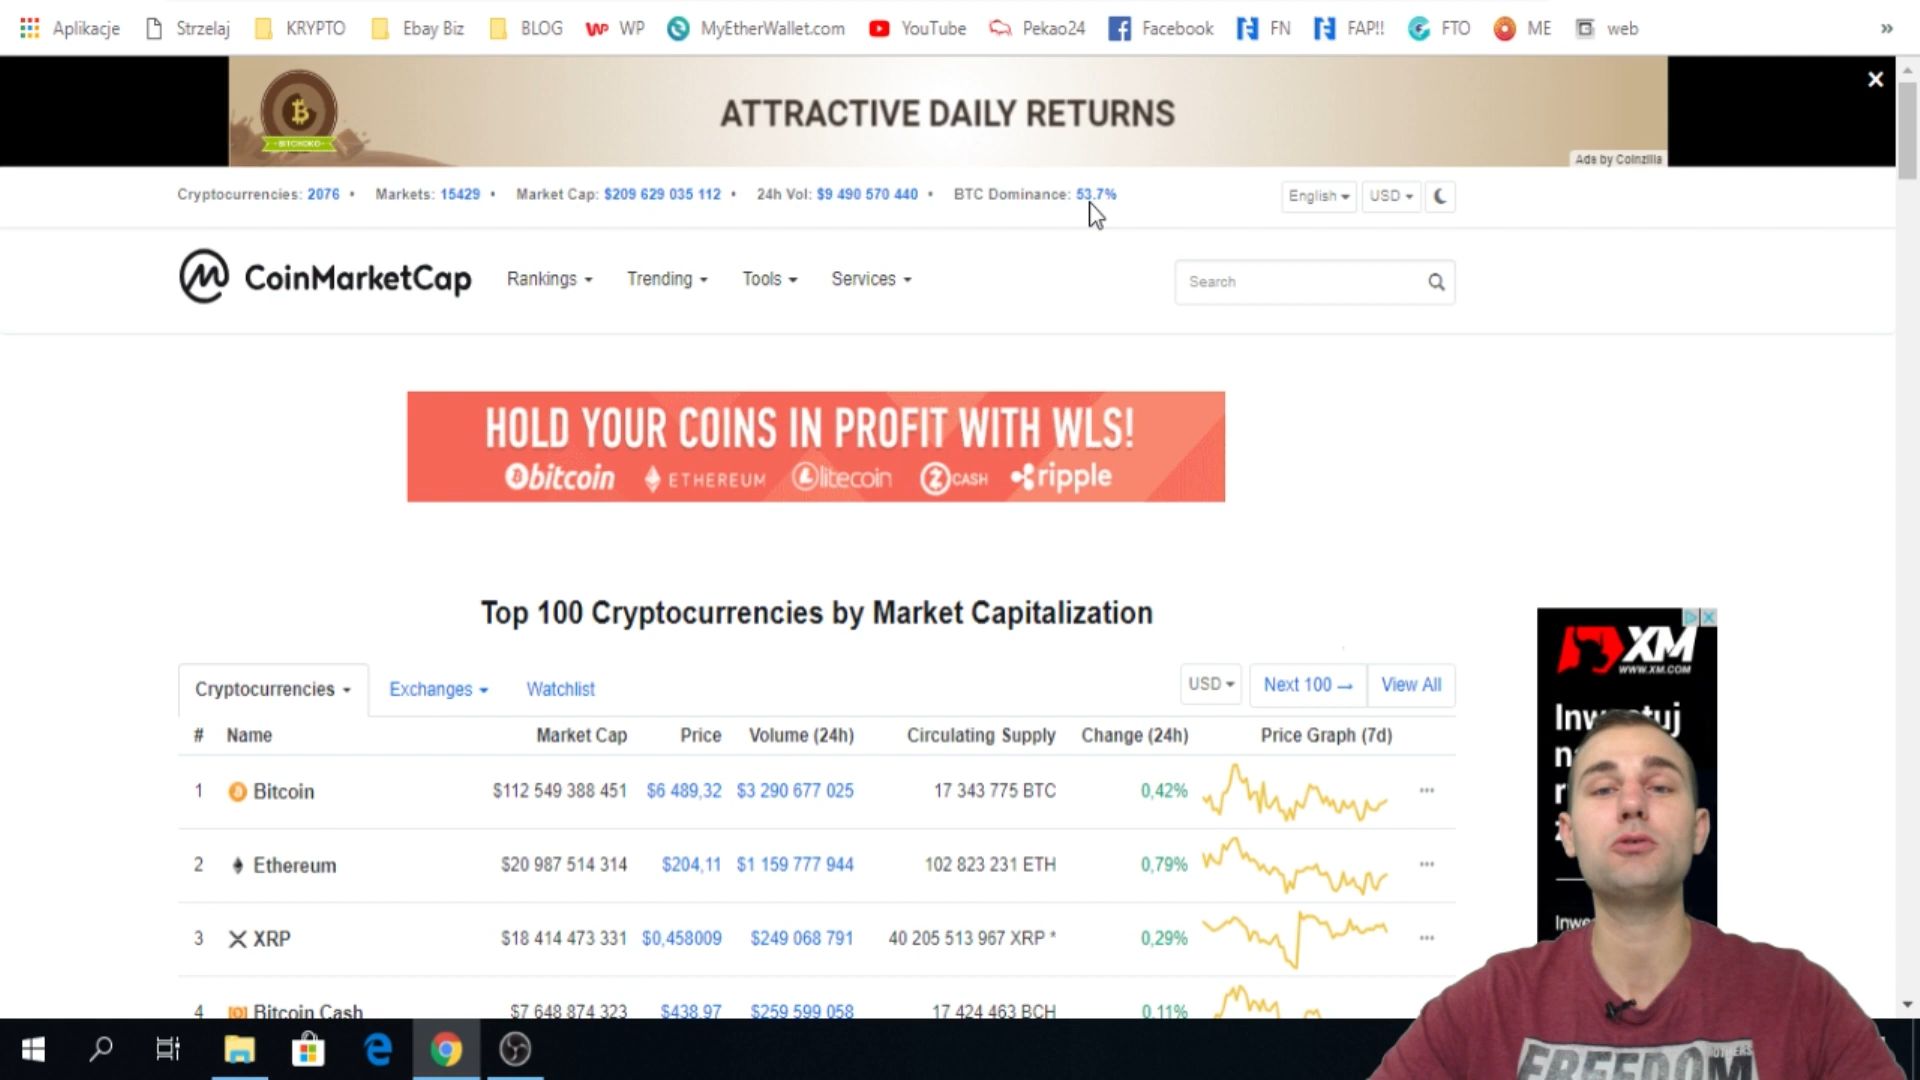 Aplikacje Strzelaj KRYPTO Ebay Biz BLOG WP WP MyEtherWallet.com YouTube Pekao24 Facebook FN FAP!! FTO ME web »
BITCHOKO
ATTRACTIVE DAILY RETURNS
Ads by Coinzilla
Cryptocurrencies: 2076 • Markets: 15429 • Market Cap: $209 629 035 112 • 24h Vol: $9 490 570 440 • BTC Dominance: 53.7%
English USD
CoinMarketCap Rankings Trending Tools Services Search
HOLD YOUR COINS IN PROFIT WITH WLS!
bitcoin ETHEREUM litecoin ZCASH ripple
Top 100 Cryptocurrencies by Market Capitalization
XM
WWW.XM.COM
Cryptocurrencies Exchanges Watchlist USD Next 100 → View All
# Name Market Cap Price Volume (24h) Circulating Supply Change (24h) Price Graph (7d)
1 Bitcoin $112 549 388 451 $6 489,32 $3 290 677 025 17 343 775 BTC 0,42%
2 Ethereum $20 987 514 314 $204,11 $1 159 777 944 102 823 231 ETH 0,79%
3 XRP $18 414 473 331 $0,458009 $249 068 791 40 205 513 967 XRP * 0,29%
4 Bitcoin Cash $7 648 874 323 $438,97 $259 599 058 17 424 463 BCH 0,11%
FREEDOM